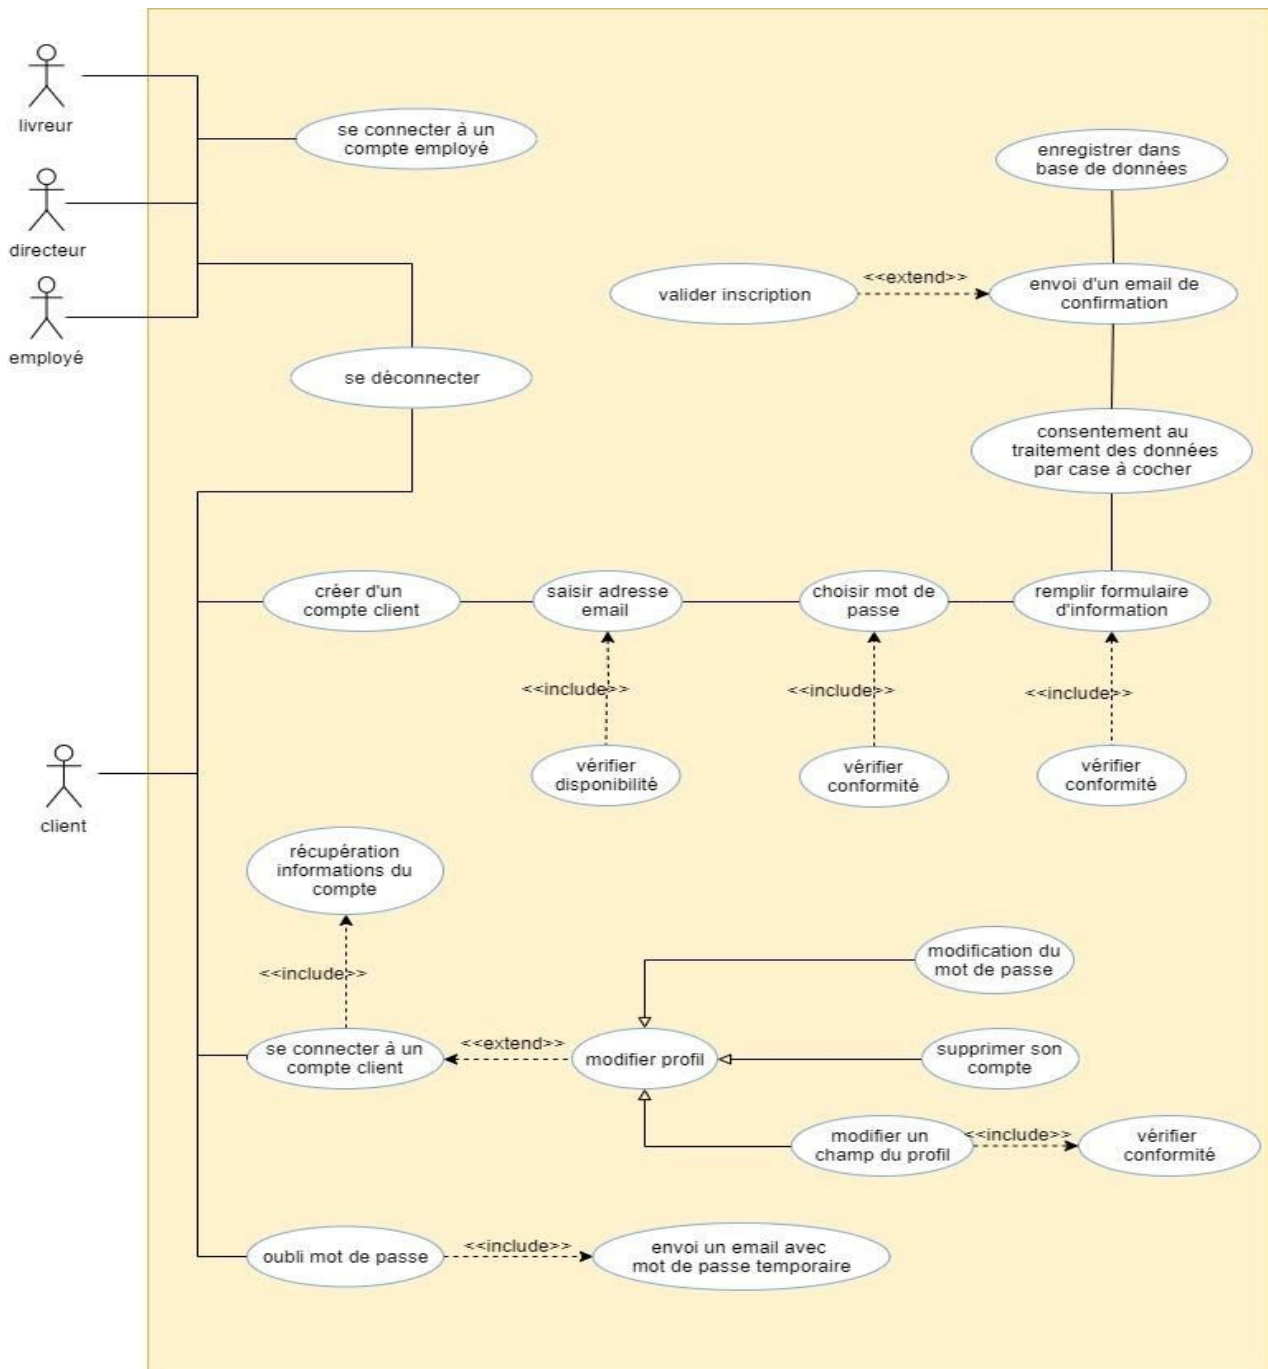 livreur
se connecter à un
compte employé
enregistrer dans
base de données
directeur
<<extend>>
valider inscription
envoi d'un email de
confirmation
employé
se déconnecter
consentement au
traitement des données
par case à cocher
créer d'un
compte client
saisir adresse
email
choisir mot de
passe
remplir formulaire
d'information
<<include>>
<<include>>
<<include>>
vérifier
disponibilité
vérifier
conformité
vérifier
conformité
client
récupération
informations du
compte
<<include>>
modification du
mot de passe
se connecter à un
compte client
<<extend>>
modifier profil
supprimer son
compte
modifier un
champ du profil
<<include>>
vérifier
conformité
oubli mot de passe
<<include>>
envoi un email avec
mot de passe temporaire